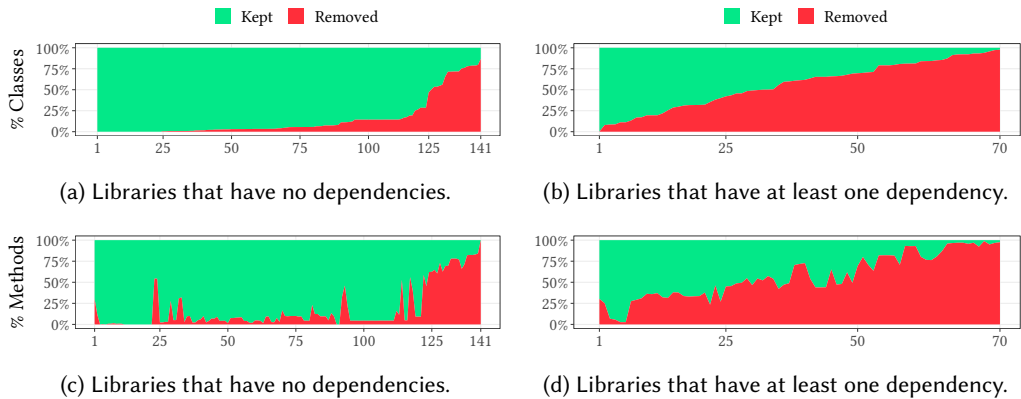 Kept Removed
Kept Removed
% Classes
100%
75%
50%
25%
0%
1 25 50 75 100 125 141
100%
75%
50%
25%
0%
1 25 50 70
(a) Libraries that have no dependencies.
(b) Libraries that have at least one dependency.
% Methods
100%
75%
50%
25%
0%
1 25 50 75 100 125 141
100%
75%
50%
25%
0%
1 25 50 70
(c) Libraries that have no dependencies.
(d) Libraries that have at least one dependency.